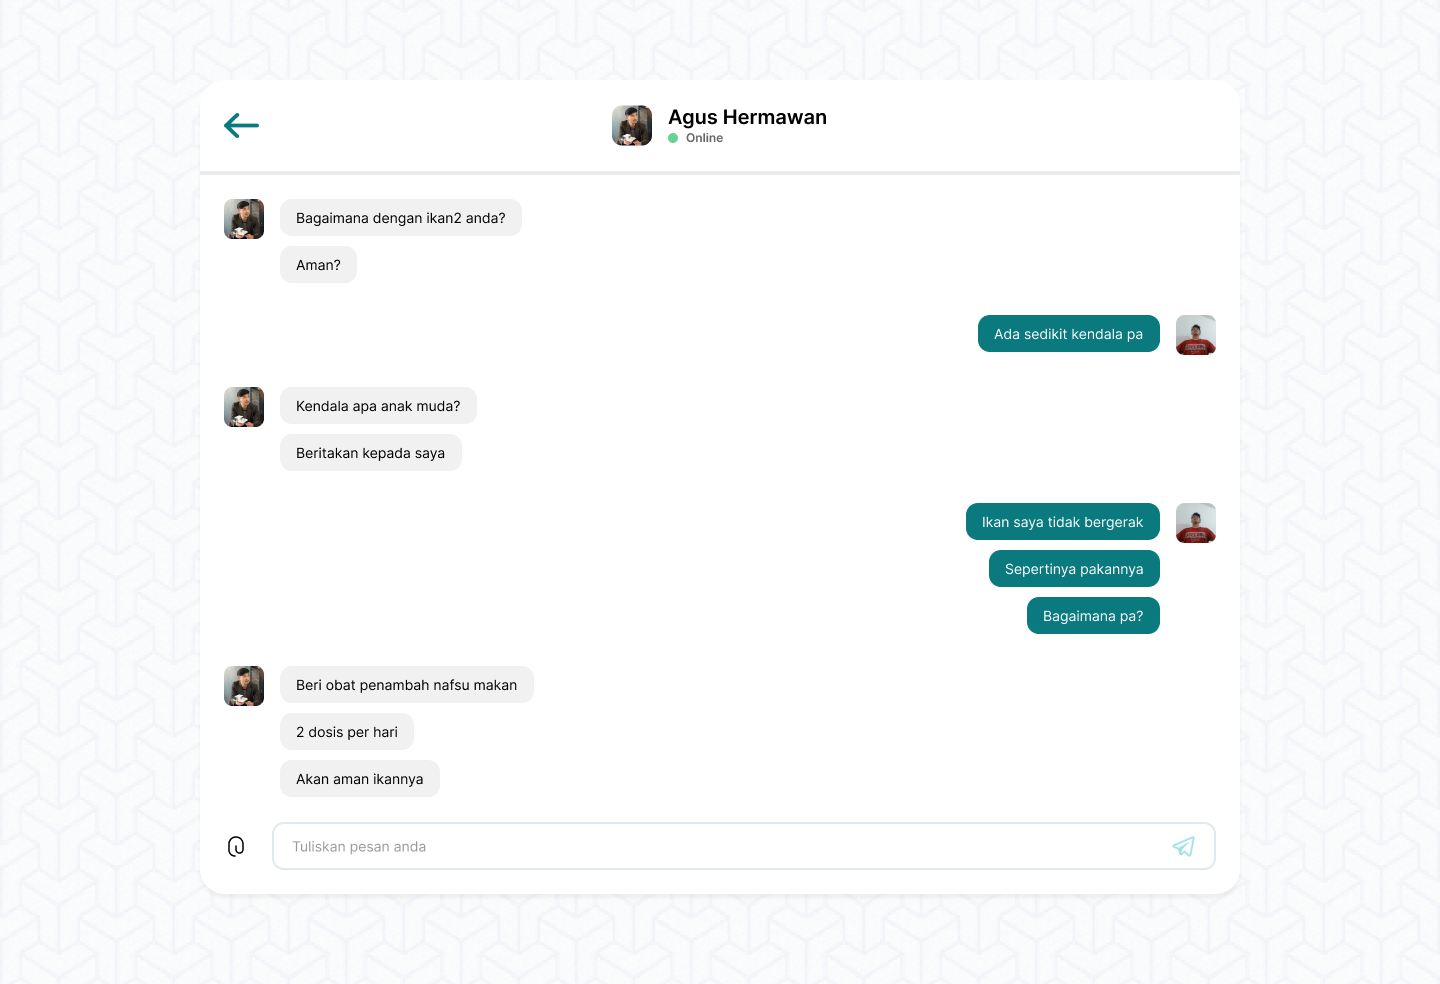 Agus Hermawan
Online
Bagaimana dengan ikan2 anda?
Aman?
Ada sedikit kendala pa
Kendala apa anak muda?
Beritakan kepada saya
Ikan saya tidak bergerak
Sepertinya pakannya
Bagaimana pa?
Beri obat penambah nafsu makan
2 dosis per hari
Akan aman ikannya
Tuliskan pesan anda